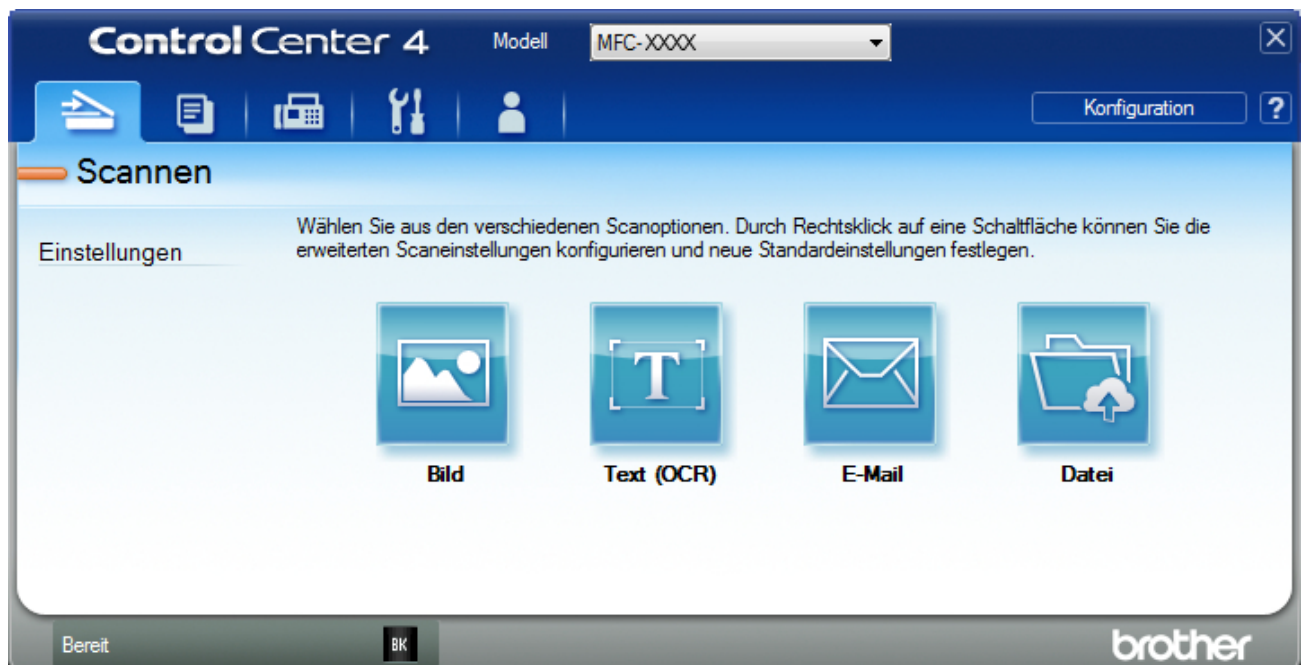 ControlCenter 4
Modell
MFC-XXXX
Konfiguration
?
Scannen
Einstellungen
Wählen Sie aus den verschiedenen Scanoptionen. Durch Rechtsklick auf eine Schaltfläche können Sie die
erweiterten Scaneinstellungen konfigurieren und neue Standardeinstellungen festlegen.
T
Bild
Text (OCR)
E-Mail
Datei
Bereit
BK
brother